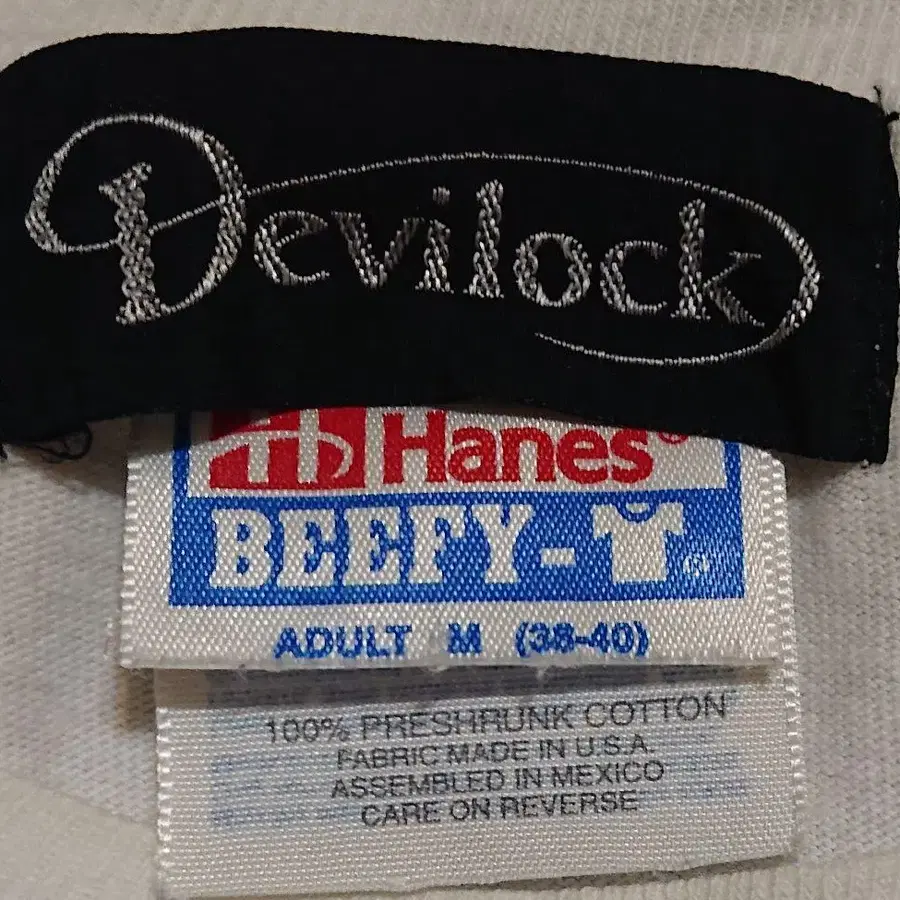 Devilock
Hanes®
BEEFY-T®
ADULT M (38-40)
100% PRESHRUNK COTTON
FABRIC MADE IN U.S.A.
ASSEMBLED IN MEXICO
CARE ON REVERSE